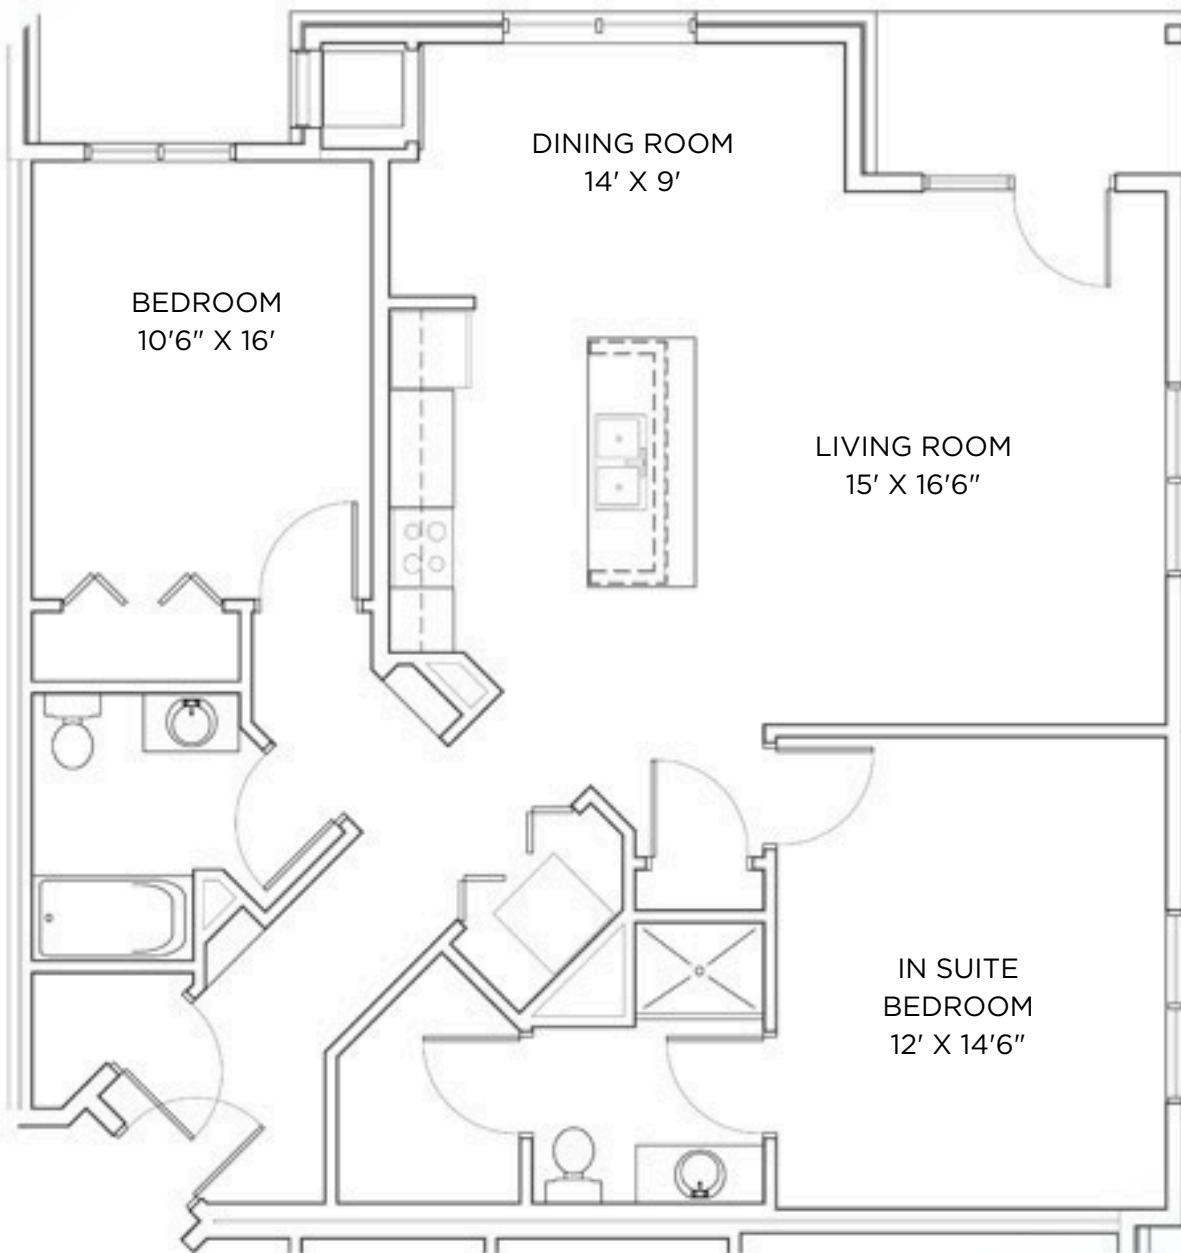 DINING ROOM
14' X 9'
BEDROOM
10'6" X 16'
LIVING ROOM
15' X 16'6"
IN SUITE
BEDROOM
12' X 14'6"